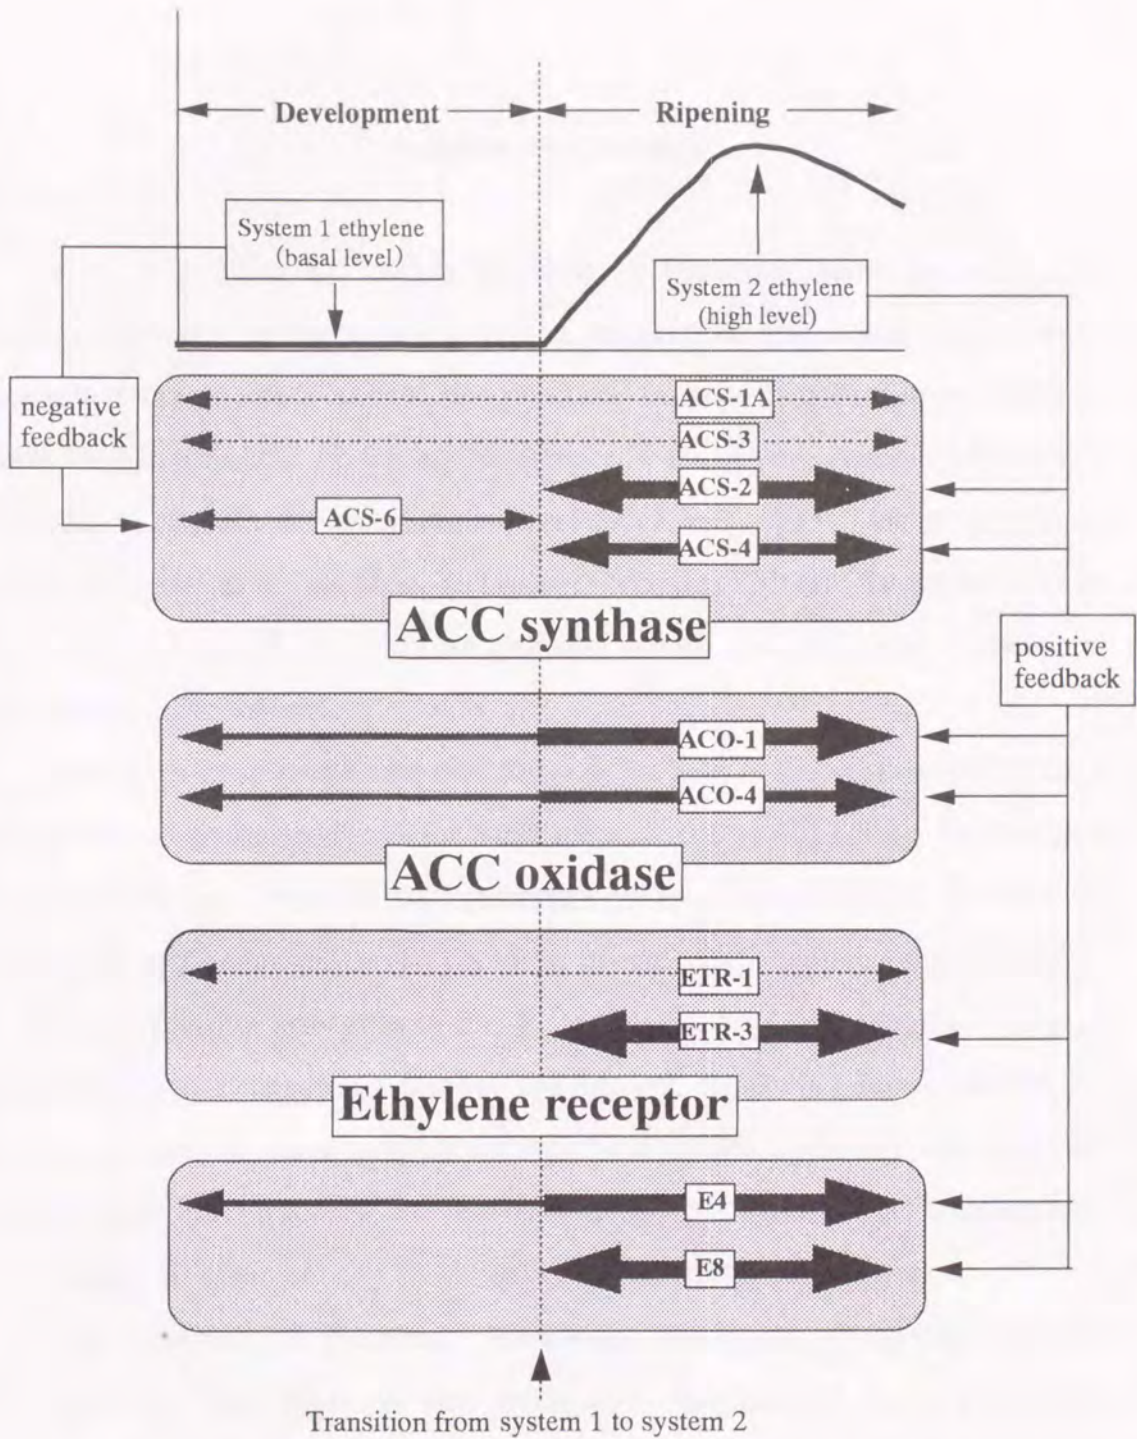 Development
Ripening
System 1 ethylene
(basal level)
System 2 ethylene
(high level)
negative
feedback
ACS-1A
ACS-3
ACS-2
ACS-6
ACS-4
ACC synthase
positive
feedback
ACO-1
ACO-4
ACC oxidase
ETR-1
ETR-3
Ethylene receptor
E4
E8
Transition from system 1 to system 2